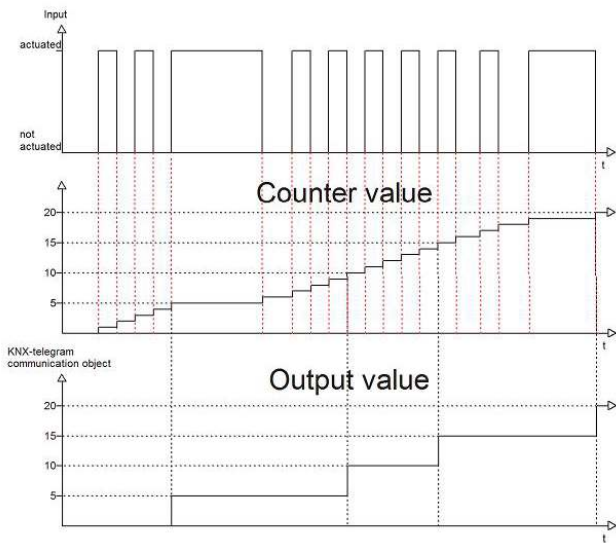 Input
actuated
not
actuated
t
Counter value
20
15
10
5
t
KNX-telegram
communication object
Output value
20
15
10
5
t